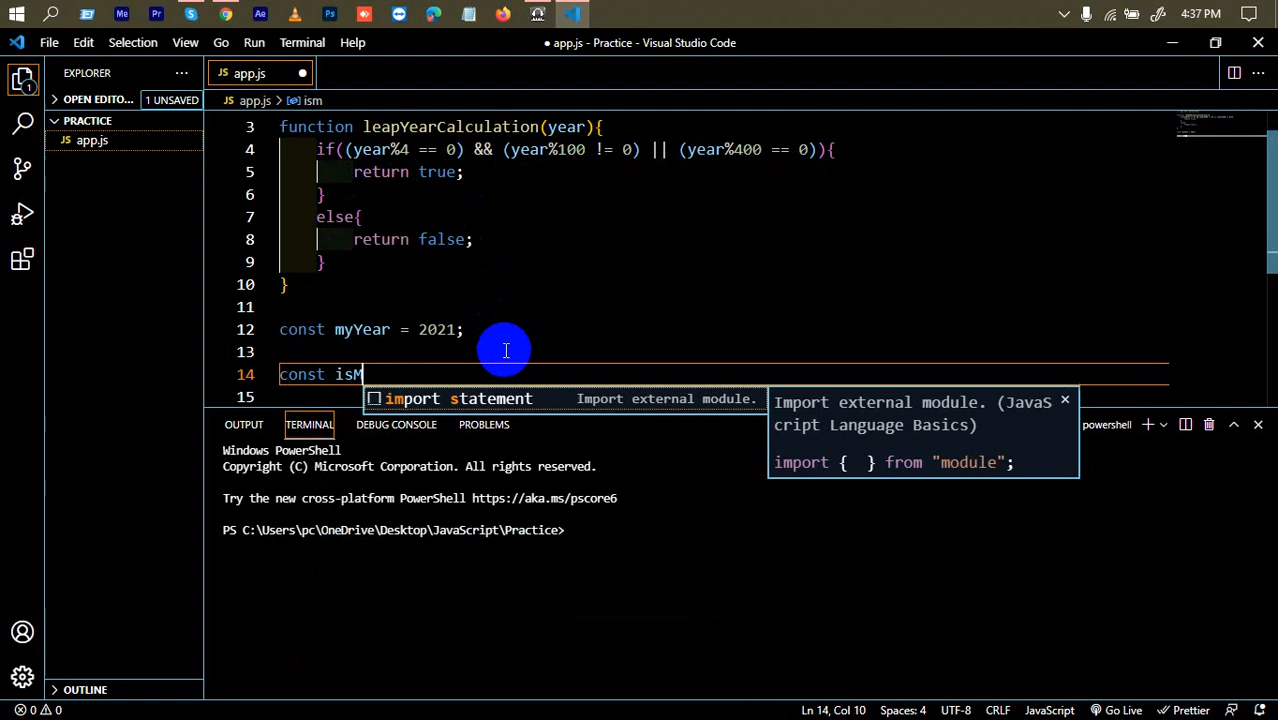 4:37 PM
File Edit Selection View Go Run Terminal Help
● app.js - Practice - Visual Studio Code
EXPLORER ···
JS app.js ●
OPEN EDITO... 1 UNSAVED
JS app.js > ism
PRACTICE
JS app.js
3 function leapYearCalculation(year){
4 if((year%4 == 0) && (year%100 != 0) || (year%400 == 0)){
5 return true;
6 }
7 else{
8 return false;
9 }
10 }
11
12 const myYear = 2021;
13
14 const isM
15
import statement Import external module.
Import external module. (JavaS
cript Language Basics)
import { } from "module";
OUTPUT TERMINAL DEBUG CONSOLE PROBLEMS
powershell
Windows PowerShell
Copyright (C) Microsoft Corporation. All rights reserved.
Try the new cross-platform PowerShell https://aka.ms/pscore6
PS C:\Users\pc\OneDrive\Desktop\JavaScript\Practice>
OUTLINE
0 0 Ln 14, Col 10 Spaces: 4 UTF-8 CRLF JavaScript Go Live Prettier